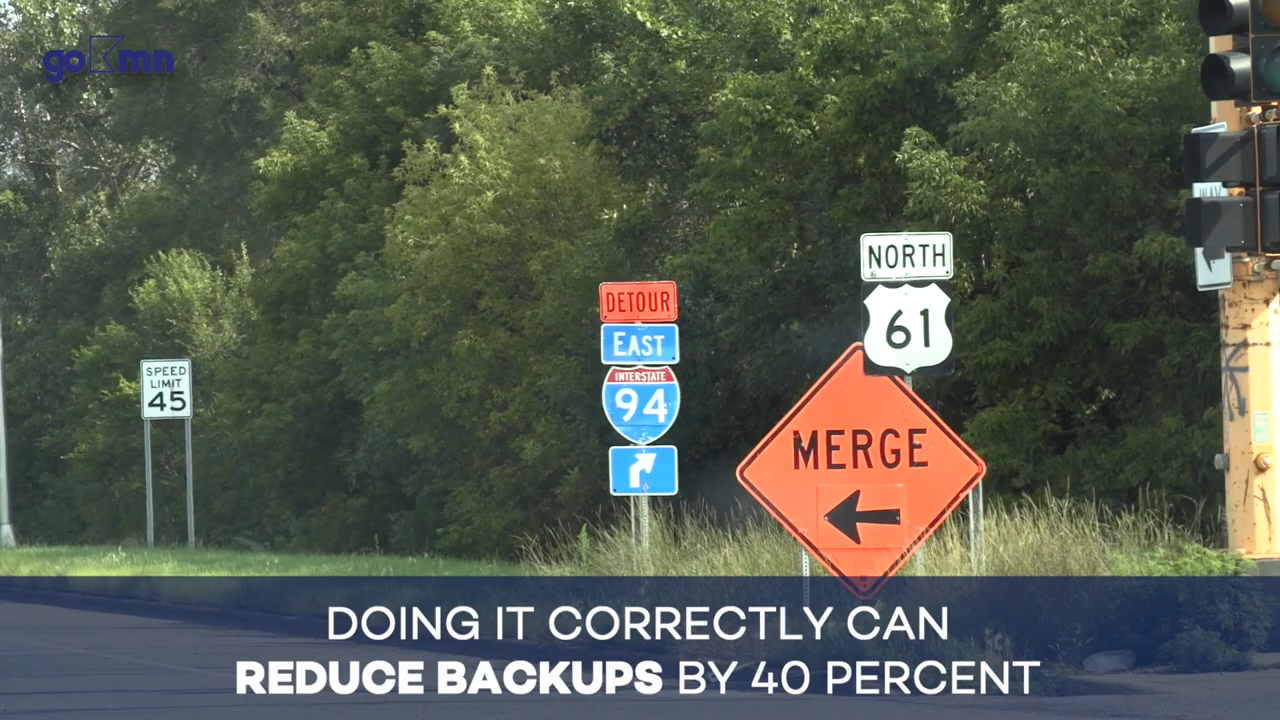 goKmn
NORTH
61
DETOUR
EAST
INTERSTATE
94
SPEED
LIMIT
45
MERGE
DOING IT CORRECTLY CAN
REDUCE BACKUPS BY 40 PERCENT